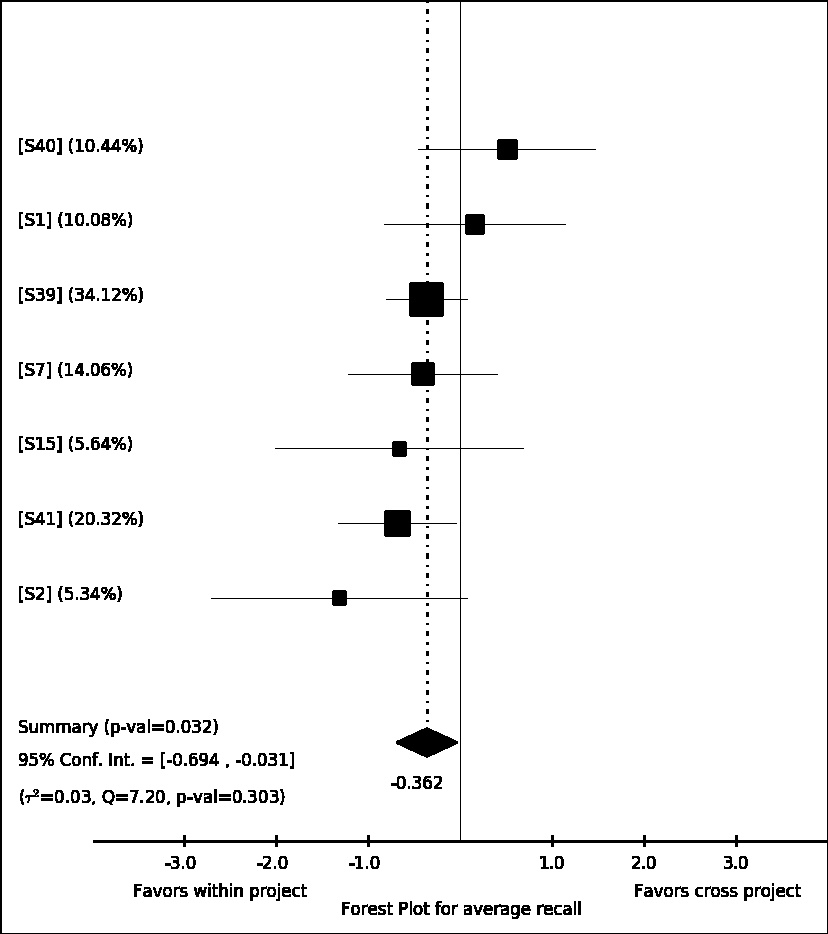 [S40] (10.44%)
[S1] (10.08%)
[S39] (34.12%)
[S7] (14.06%)
[S15] (5.64%)
[S41] (20.32%)
[S2] (5.34%)
Summary (p-val=0.032)
95% Conf. Int. = [-0.694 , -0.031]
-0.362
(τ²=0.03, Q=7.20, p-val=0.303)
-3.0 -2.0 -1.0 1.0 2.0 3.0
Favors within project Favors cross project
Forest Plot for average recall